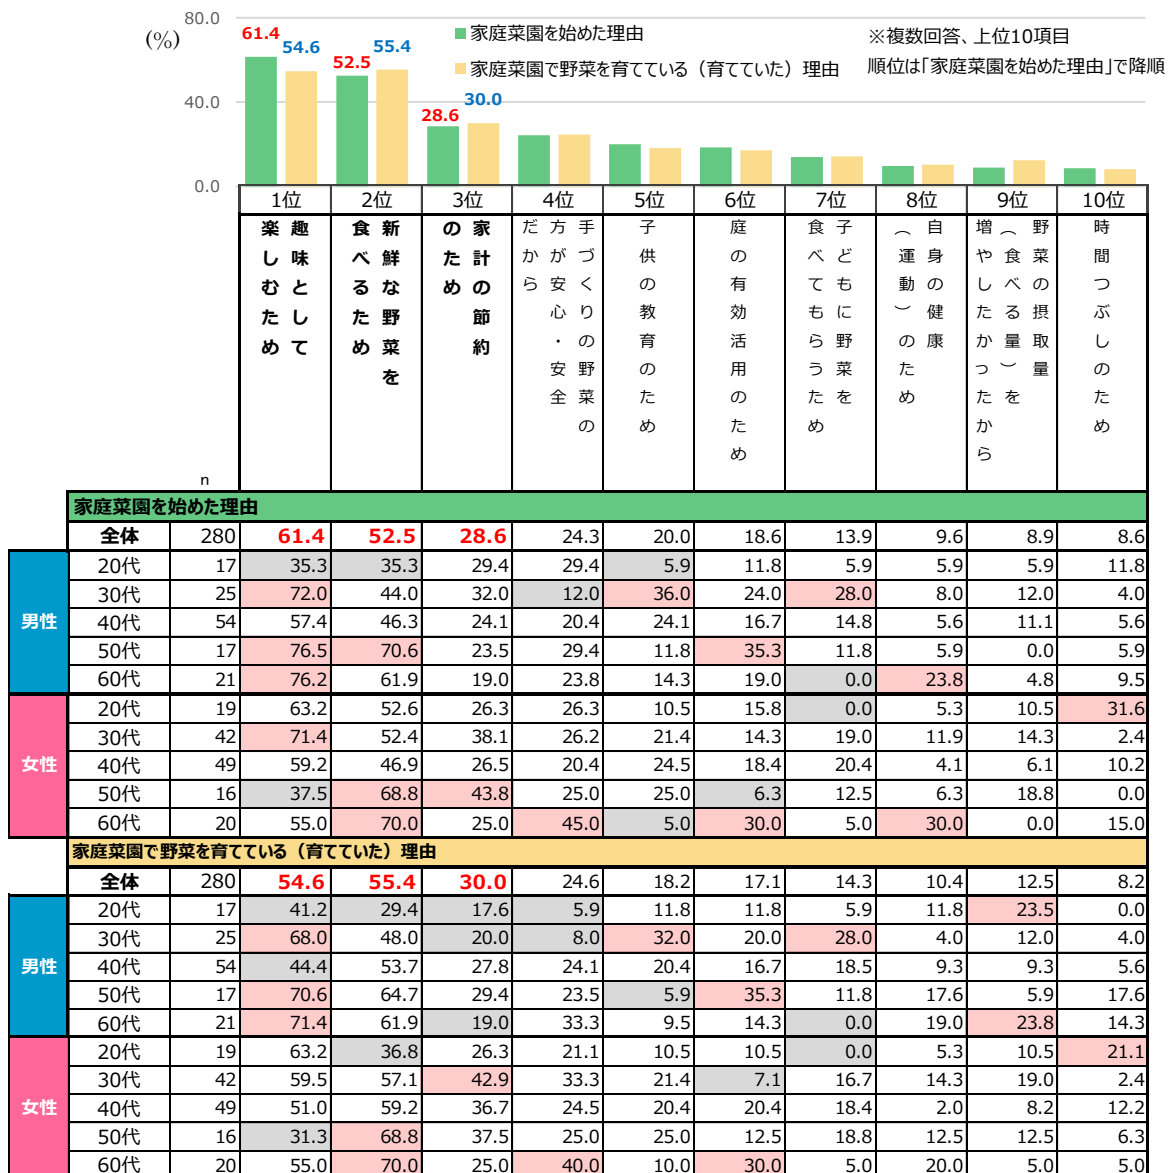 80.0
(%)
40.0
0.0
61.4
54.6
52.5
55.4
28.6
30.0
家庭菜園を始めた理由
家庭菜園で野菜を育てている（育てていた）理由
※複数回答、上位10項目
順位は「家庭菜園を始めた理由」で降順
1位 2位 3位 4位 5位 6位 7位 8位 9位 10位
趣味として
楽しむため
新鮮な野菜を
食べるため
家計の節約
のため
手づくりの野菜の
方が安心・安全
だから
子供の教育のため
庭の有効活用のため
子どもに野菜を
食べてもらうため
自身の健康
（運動）のため
野菜の摂取量
（食べる量）を
増やしたかったから
時間つぶしのため
n
家庭菜園を始めた理由
全体 280 61.4 52.5 28.6 24.3 20.0 18.6 13.9 9.6 8.9 8.6
男性
20代 17 35.3 35.3 29.4 29.4 5.9 11.8 5.9 5.9 5.9 11.8
30代 25 72.0 44.0 32.0 12.0 36.0 24.0 28.0 8.0 12.0 4.0
40代 54 57.4 46.3 24.1 20.4 24.1 16.7 14.8 5.6 11.1 5.6
50代 17 76.5 70.6 23.5 29.4 11.8 35.3 11.8 5.9 0.0 5.9
60代 21 76.2 61.9 19.0 23.8 14.3 19.0 0.0 23.8 4.8 9.5
女性
20代 19 63.2 52.6 26.3 26.3 10.5 15.8 0.0 5.3 10.5 31.6
30代 42 71.4 52.4 38.1 26.2 21.4 14.3 19.0 11.9 14.3 2.4
40代 49 59.2 46.9 26.5 20.4 24.5 18.4 20.4 4.1 6.1 10.2
50代 16 37.5 68.8 43.8 25.0 25.0 6.3 12.5 6.3 18.8 0.0
60代 20 55.0 70.0 25.0 45.0 5.0 30.0 5.0 30.0 0.0 15.0
家庭菜園で野菜を育てている（育てていた）理由
全体 280 54.6 55.4 30.0 24.6 18.2 17.1 14.3 10.4 12.5 8.2
男性
20代 17 41.2 29.4 17.6 5.9 11.8 11.8 5.9 11.8 23.5 0.0
30代 25 68.0 48.0 20.0 8.0 32.0 20.0 28.0 4.0 12.0 4.0
40代 54 44.4 53.7 27.8 24.1 20.4 16.7 18.5 9.3 9.3 5.6
50代 17 70.6 64.7 29.4 23.5 5.9 35.3 11.8 17.6 5.9 17.6
60代 21 71.4 61.9 19.0 33.3 9.5 14.3 0.0 19.0 23.8 14.3
女性
20代 19 63.2 36.8 26.3 21.1 10.5 10.5 0.0 5.3 10.5 21.1
30代 42 59.5 57.1 42.9 33.3 21.4 7.1 16.7 14.3 19.0 2.4
40代 49 51.0 59.2 36.7 24.5 20.4 20.4 18.4 2.0 8.2 12.2
50代 16 31.3 68.8 37.5 25.0 25.0 12.5 18.8 12.5 12.5 6.3
60代 20 55.0 70.0 25.0 40.0 10.0 30.0 5.0 20.0 5.0 5.0